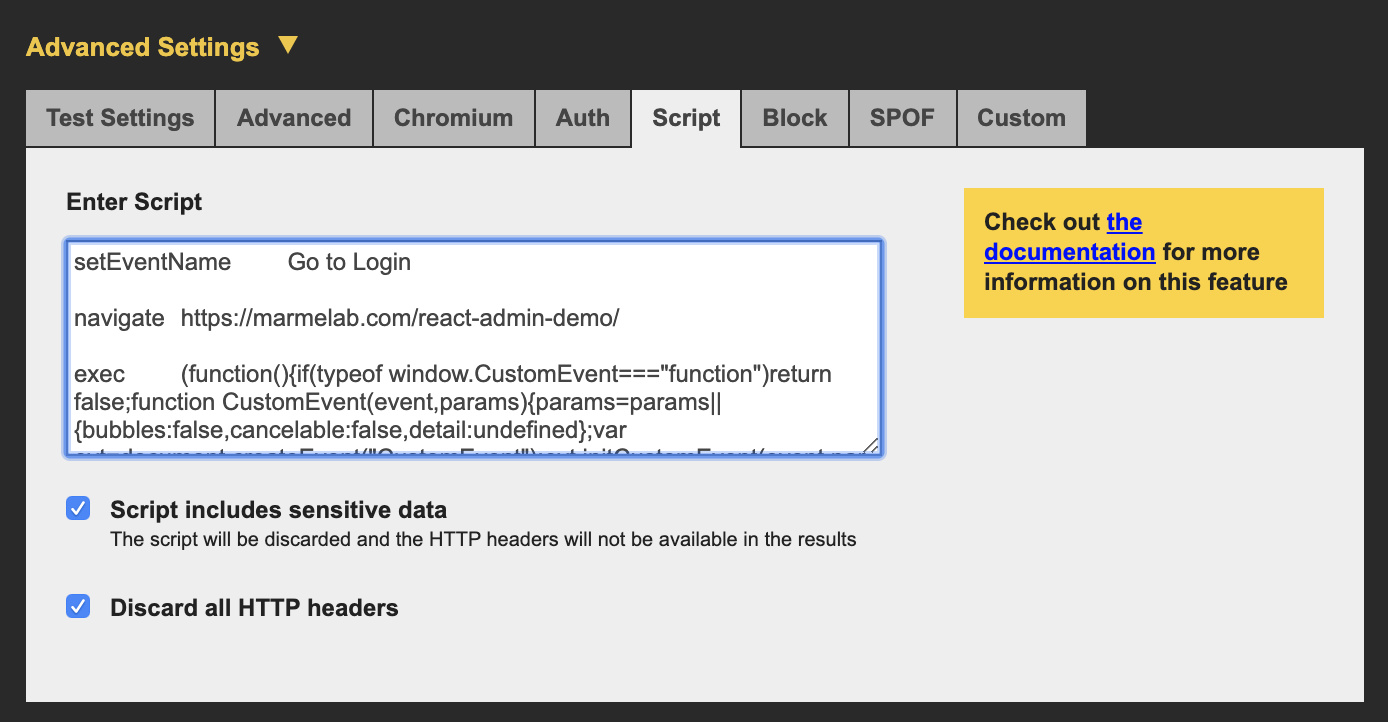 Advanced Settings ▼
Test Settings Advanced Chromium Auth Script Block SPOF Custom
Enter Script
setEventName Go to Login
navigate https://marmelab.com/react-admin-demo/
exec (function(){if(typeof window.CustomEvent==="function")return
false;function CustomEvent(event,params){params=params||
{bubbles:false,cancelable:false,detail:undefined};var
Check out the
documentation for more
information on this feature
Script includes sensitive data
The script will be discarded and the HTTP headers will not be available in the results
Discard all HTTP headers